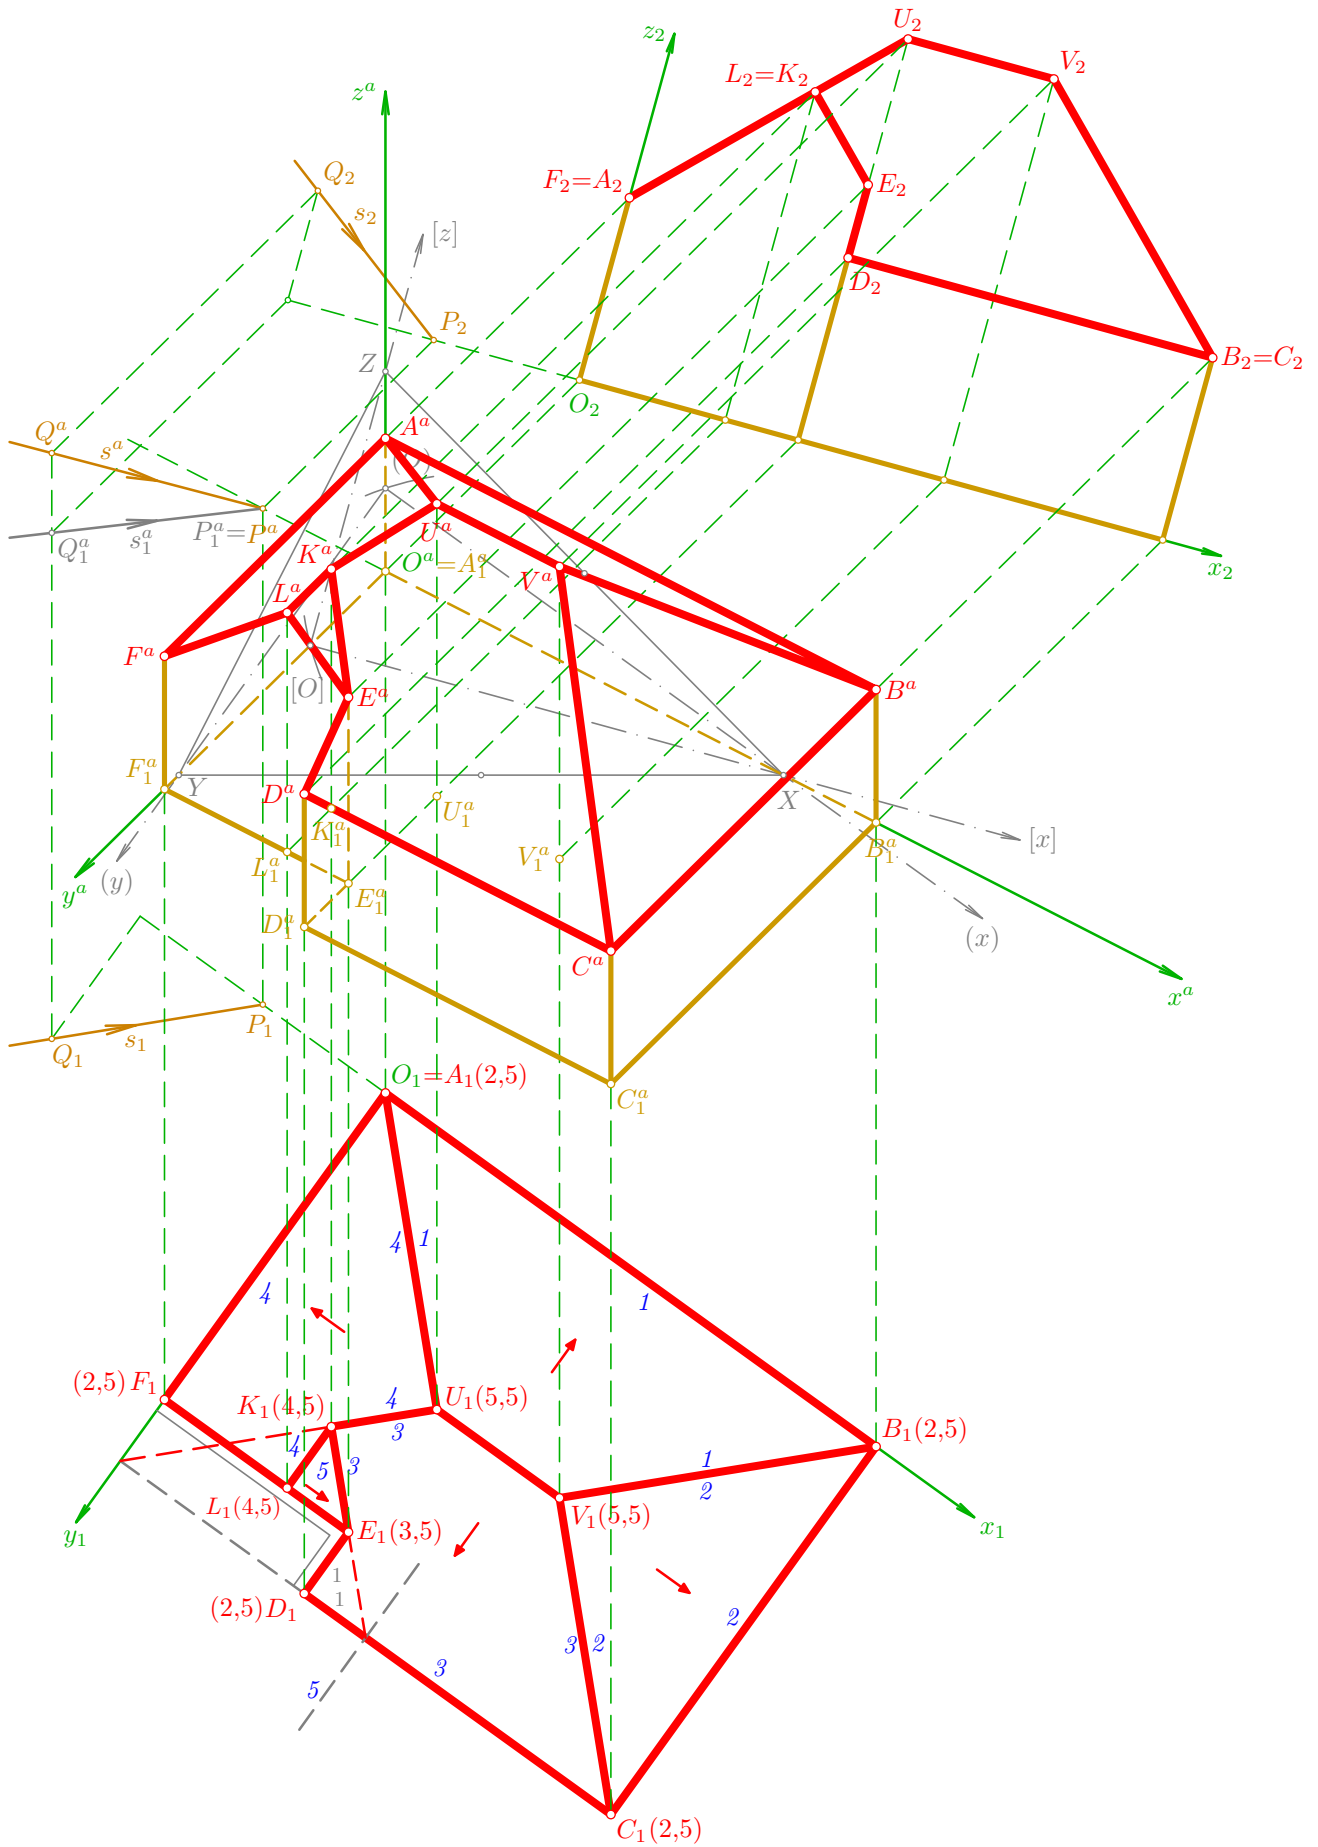 U₂
z₂
V₂
L₂=K₂
zᵃ
Q₂
F₂=A₂
E₂
s₂
[z]
D₂
P₂
B₂=C₂
Z
O₂
Qᵃ
Aᵃ
sᵃ
P₁ᵃ=Pᵃ
s₁ᵃ
Q₁ᵃ
Uᵃ
Kᵃ
Oᵃ=A₁ᵃ
x₂
Vᵃ
Lᵃ
Fᵃ
[O]
Eᵃ
Bᵃ
F₁ᵃ
Y
Dᵃ
X
U₁ᵃ
K₁ᵃ
[x]
V₁ᵃ
B₁ᵃ
L₁ᵃ
yᵃ
(y)
E₁ᵃ
D₁ᵃ
(x)
Cᵃ
xᵃ
P₁
s₁
Q₁
O₁=A₁(2,5)
C₁ᵃ
4
1
4
1
(2,5) F₁
4
U₁(5,5)
K₁(4,5)
3
B₁(2,5)
4
5
3
1
2
L₁(4,5)
V₁(5,5)
E₁(3,5)
x₁
y₁
1
1
(2,5)D₁
2
3
2
3
5
C₁(2,5)